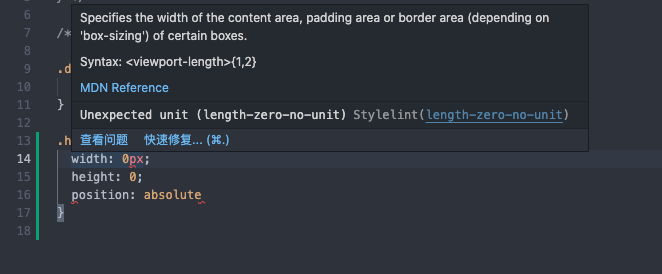 6
Specifies the width of the content area, padding area or border area (depending on
'box-sizing') of certain boxes.
7 /*
Syntax: <viewport-length>{1,2}
8
MDN Reference
9 .d
10
Unexpected unit (length-zero-no-unit) Stylelint(length-zero-no-unit)
11 }
12
查看问题 快速修复... (⌘.)
13 .h
14 width: 0px;
15 height: 0;
16 position: absolute
17 }
18